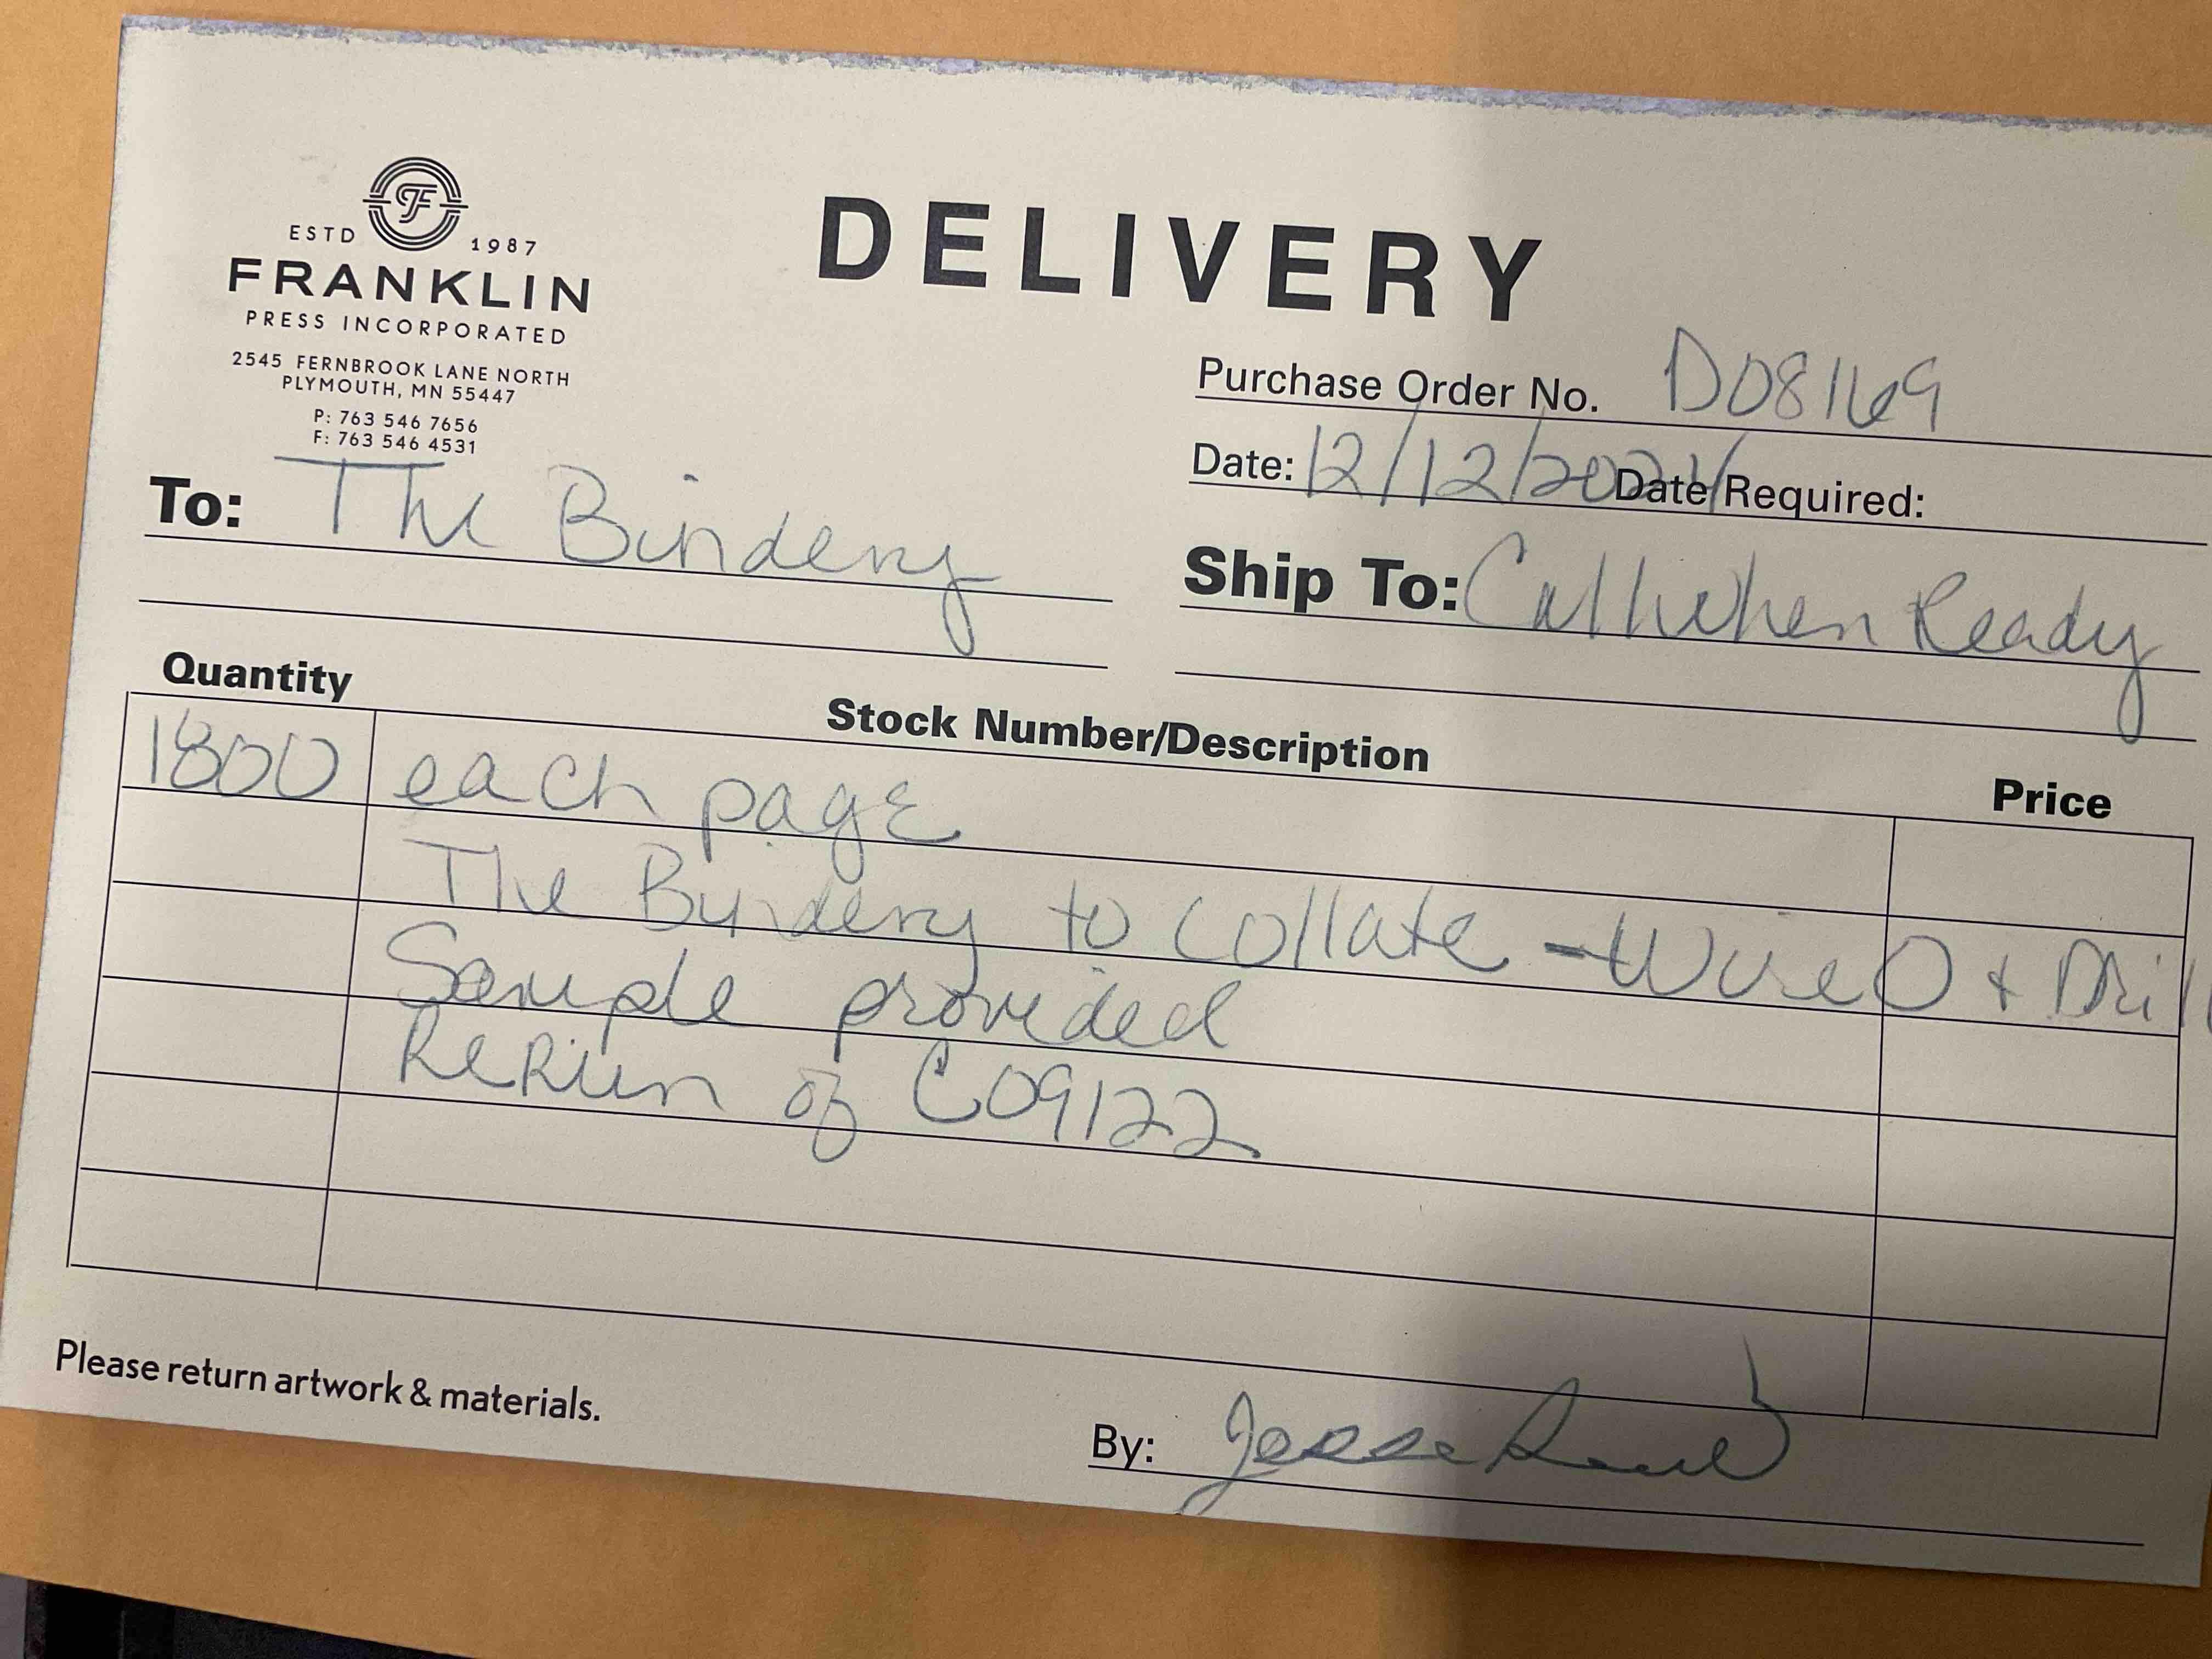 ESTD F 1987
FRANKLIN
PRESS INCORPORATED
2545 FERNBROOK LANE NORTH
PLYMOUTH, MN 55447
P: 763 546 7656
F: 763 546 4531
DELIVERY
Purchase Order No. D08169
Date: 12/12/2024 Date Required:
To: The Bindery
Ship To: Call When Ready
Quantity Stock Number/Description Price
1800 each page
The Bindery to Collate - Wire O + Drill
Sample provided
ReRun of C09122
Please return artwork & materials.
By: Jesse